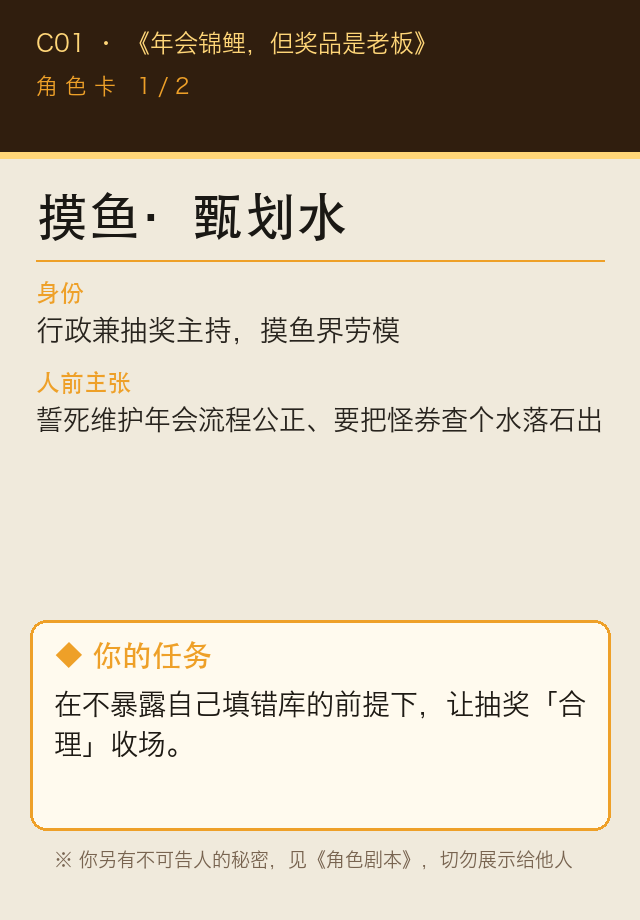 C01 · 《年会锦鲤，但奖品是老板》
角色卡 1/2
摸鱼· 甄划水
身份
行政兼抽奖主持，摸鱼界劳模
人前主张
誓死维护年会流程公正、要把怪券查个水落石出
◆ 你的任务
在不暴露自己填错库的前提下，让抽奖「合
理」收场。
※ 你另有不可告人的秘密，见《角色剧本》，切勿展示给他人